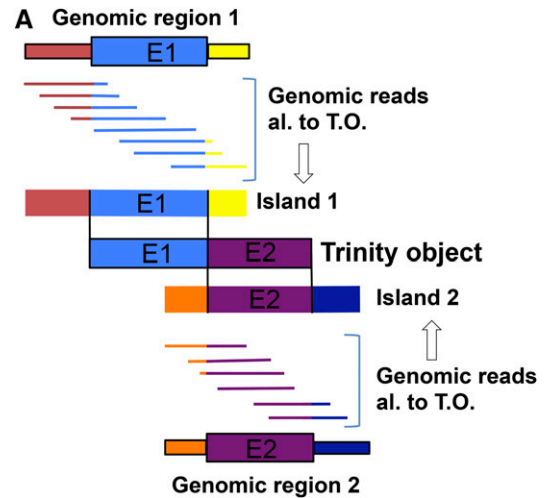 A
Genomic region 1
E1
Genomic reads
al. to T.O.
E1
Island 1
E1 E2
Trinity object
E2
Island 2
Genomic reads
al. to T.O.
E2
Genomic region 2